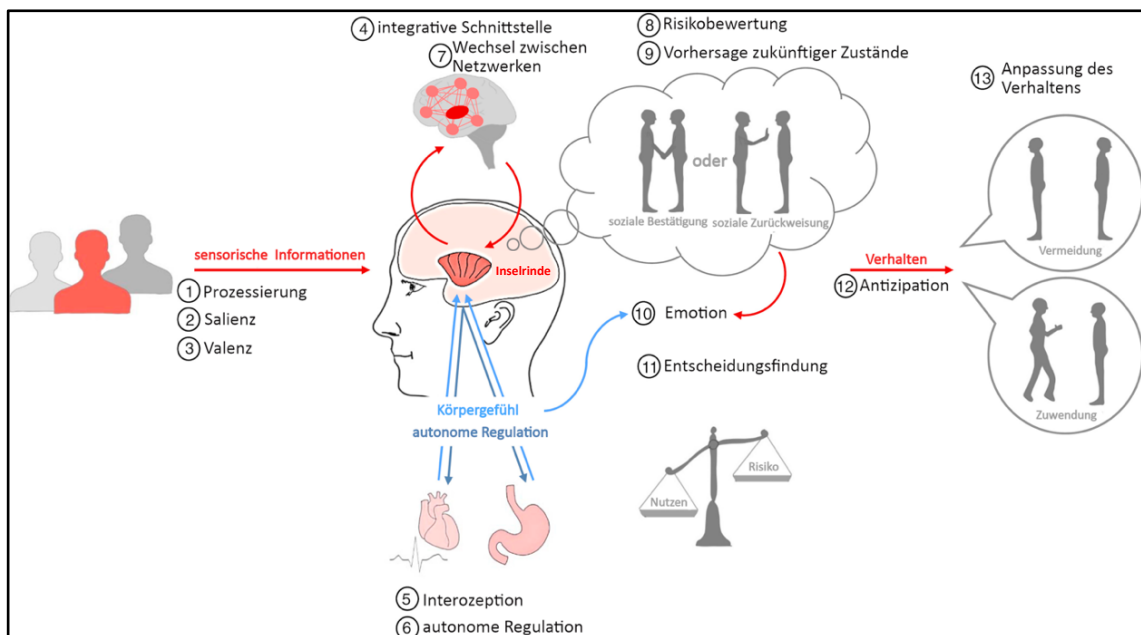 ④ integrative Schnittstelle
⑦ Wechsel zwischen
Netzwerken
⑧ Risikobewertung
⑨ Vorhersage zukünftiger Zustände
⑬ Anpassung des
Verhaltens
oder
soziale Bestätigung
soziale Zurückweisung
sensorische Informationen
① Prozessierung
② Salienz
③ Valenz
Inselrinde
Verhalten
⑫ Antizipation
Vermeidung
⑩ Emotion
⑪ Entscheidungsfindung
Zuwendung
Körpergefühl
autonome Regulation
Risiko
Nutzen
⑤ Interozeption
⑥ autonome Regulation